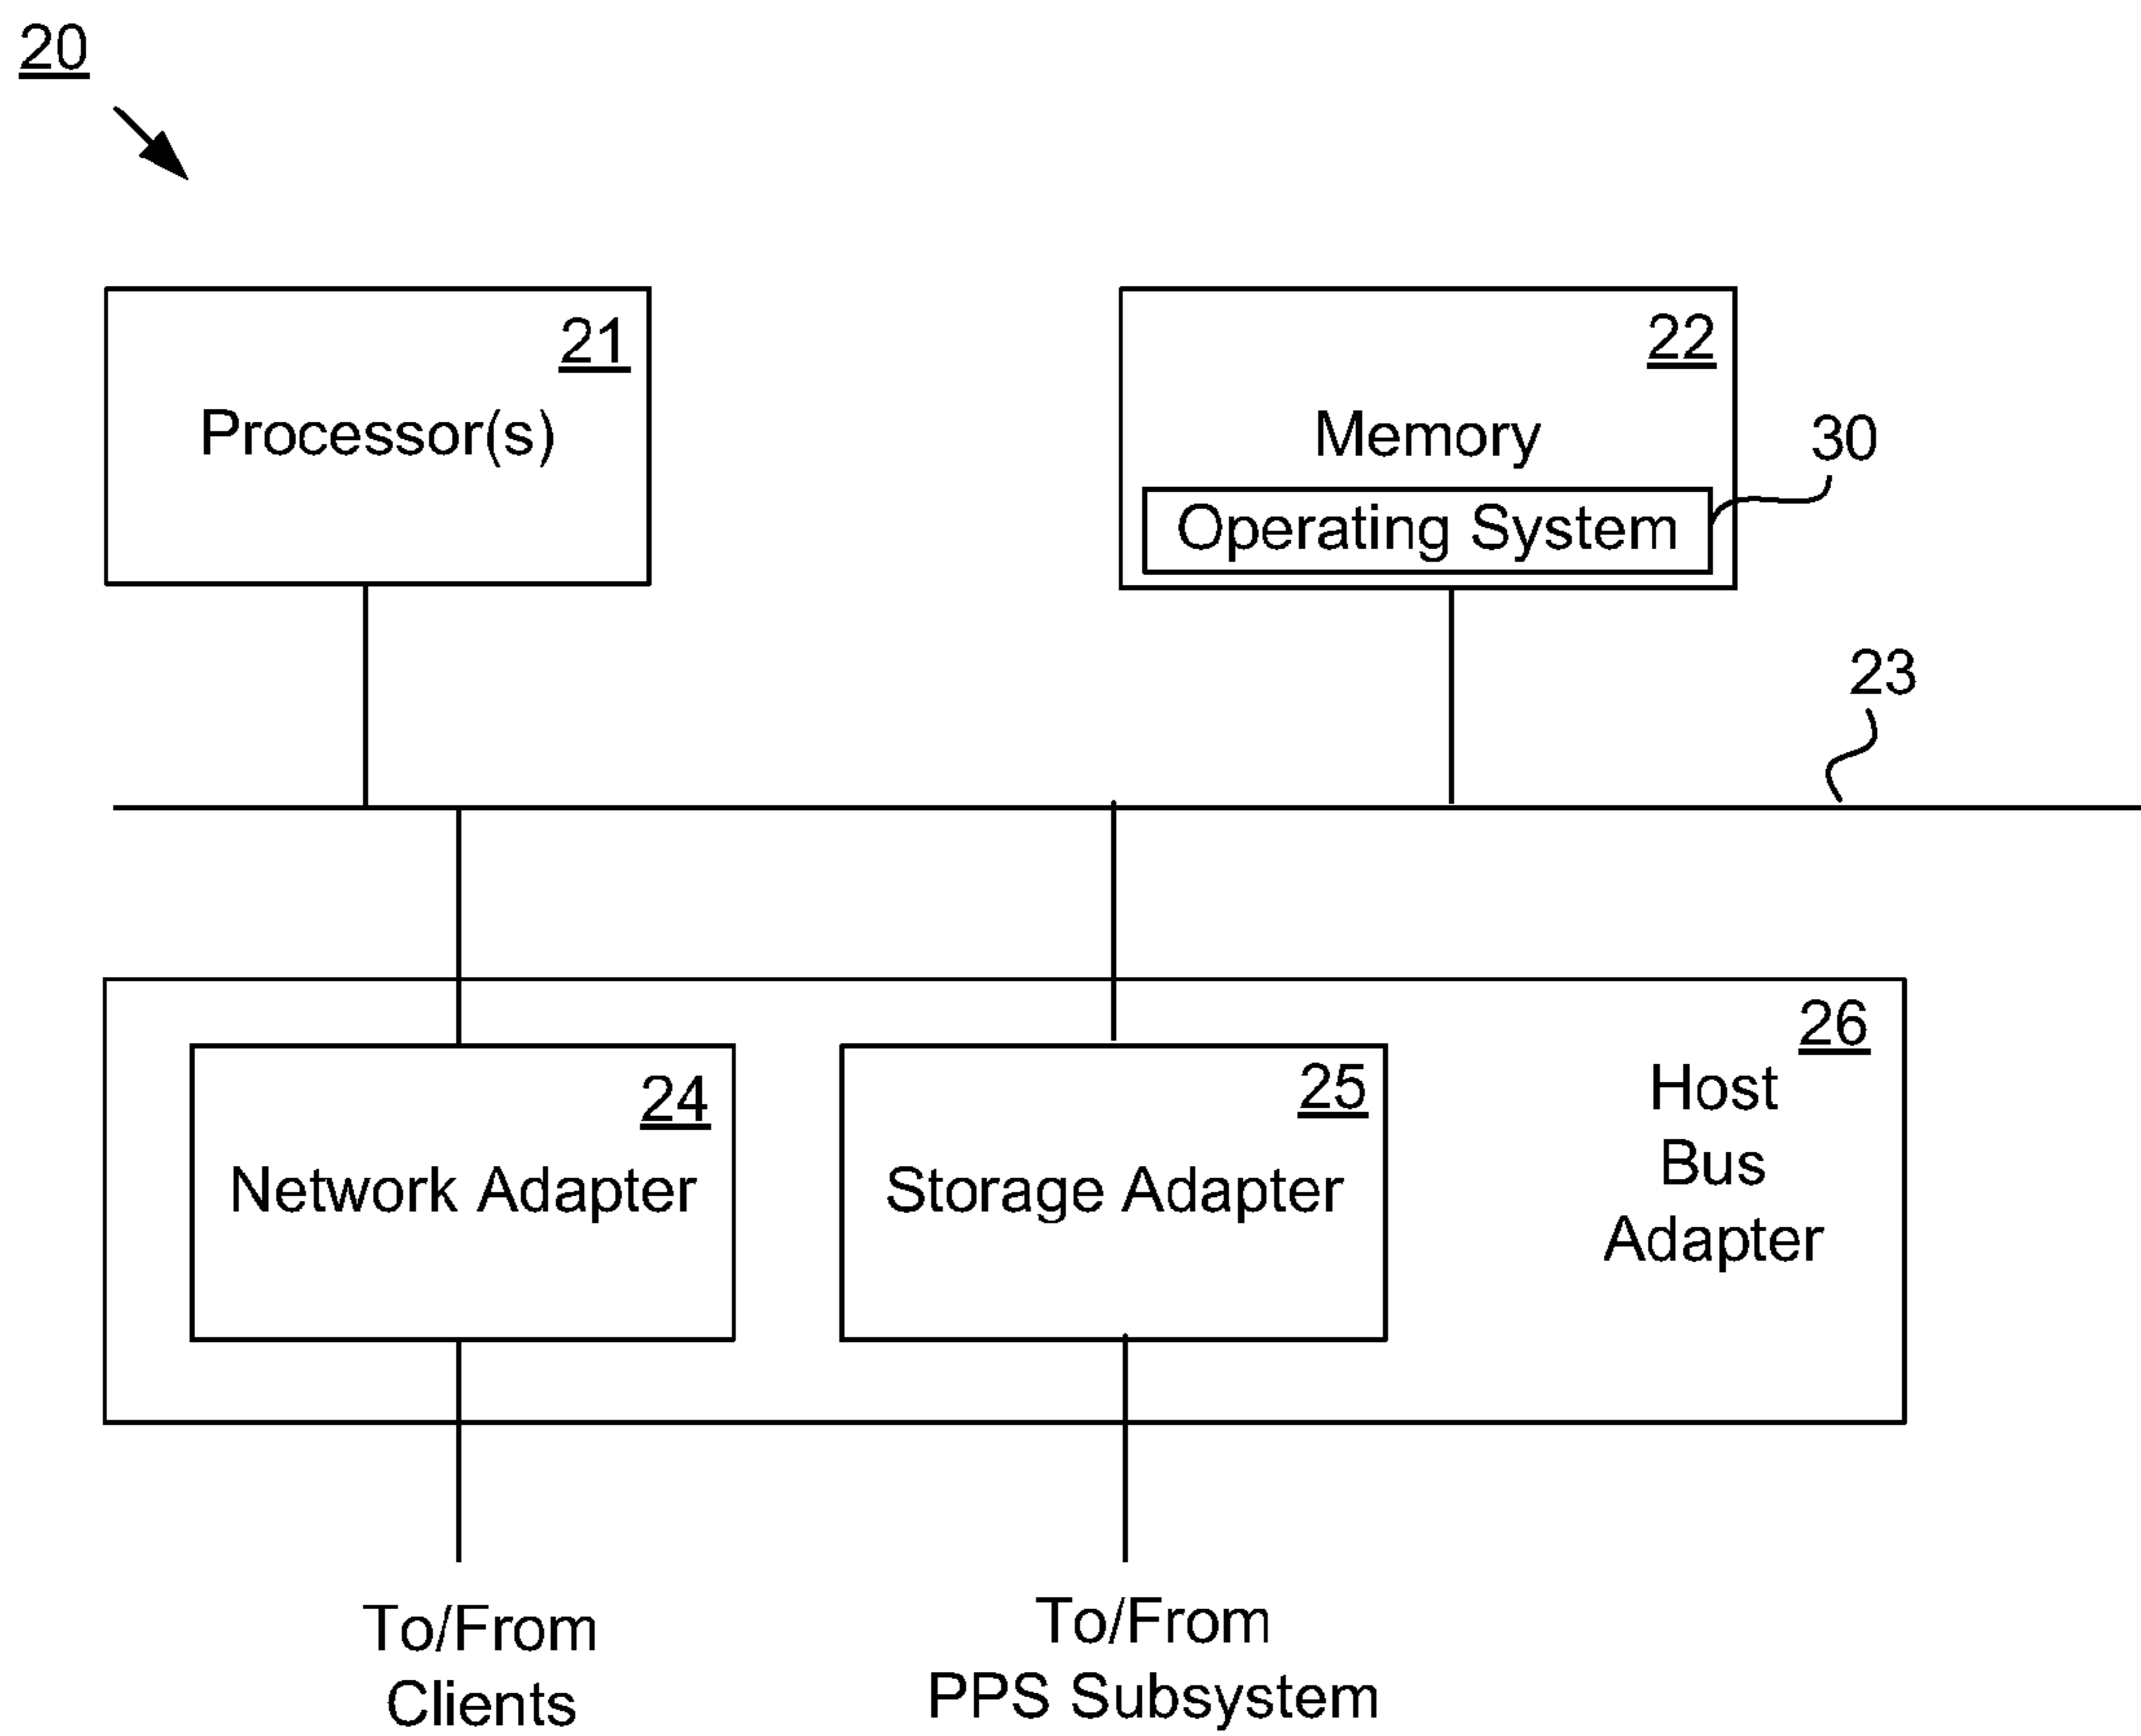 20
21
Processor(s)
22
Memory
Operating System
30
23
24
Network Adapter
25
Storage Adapter
26
Host
Bus
Adapter
To/From
Clients
To/From
PPS Subsystem